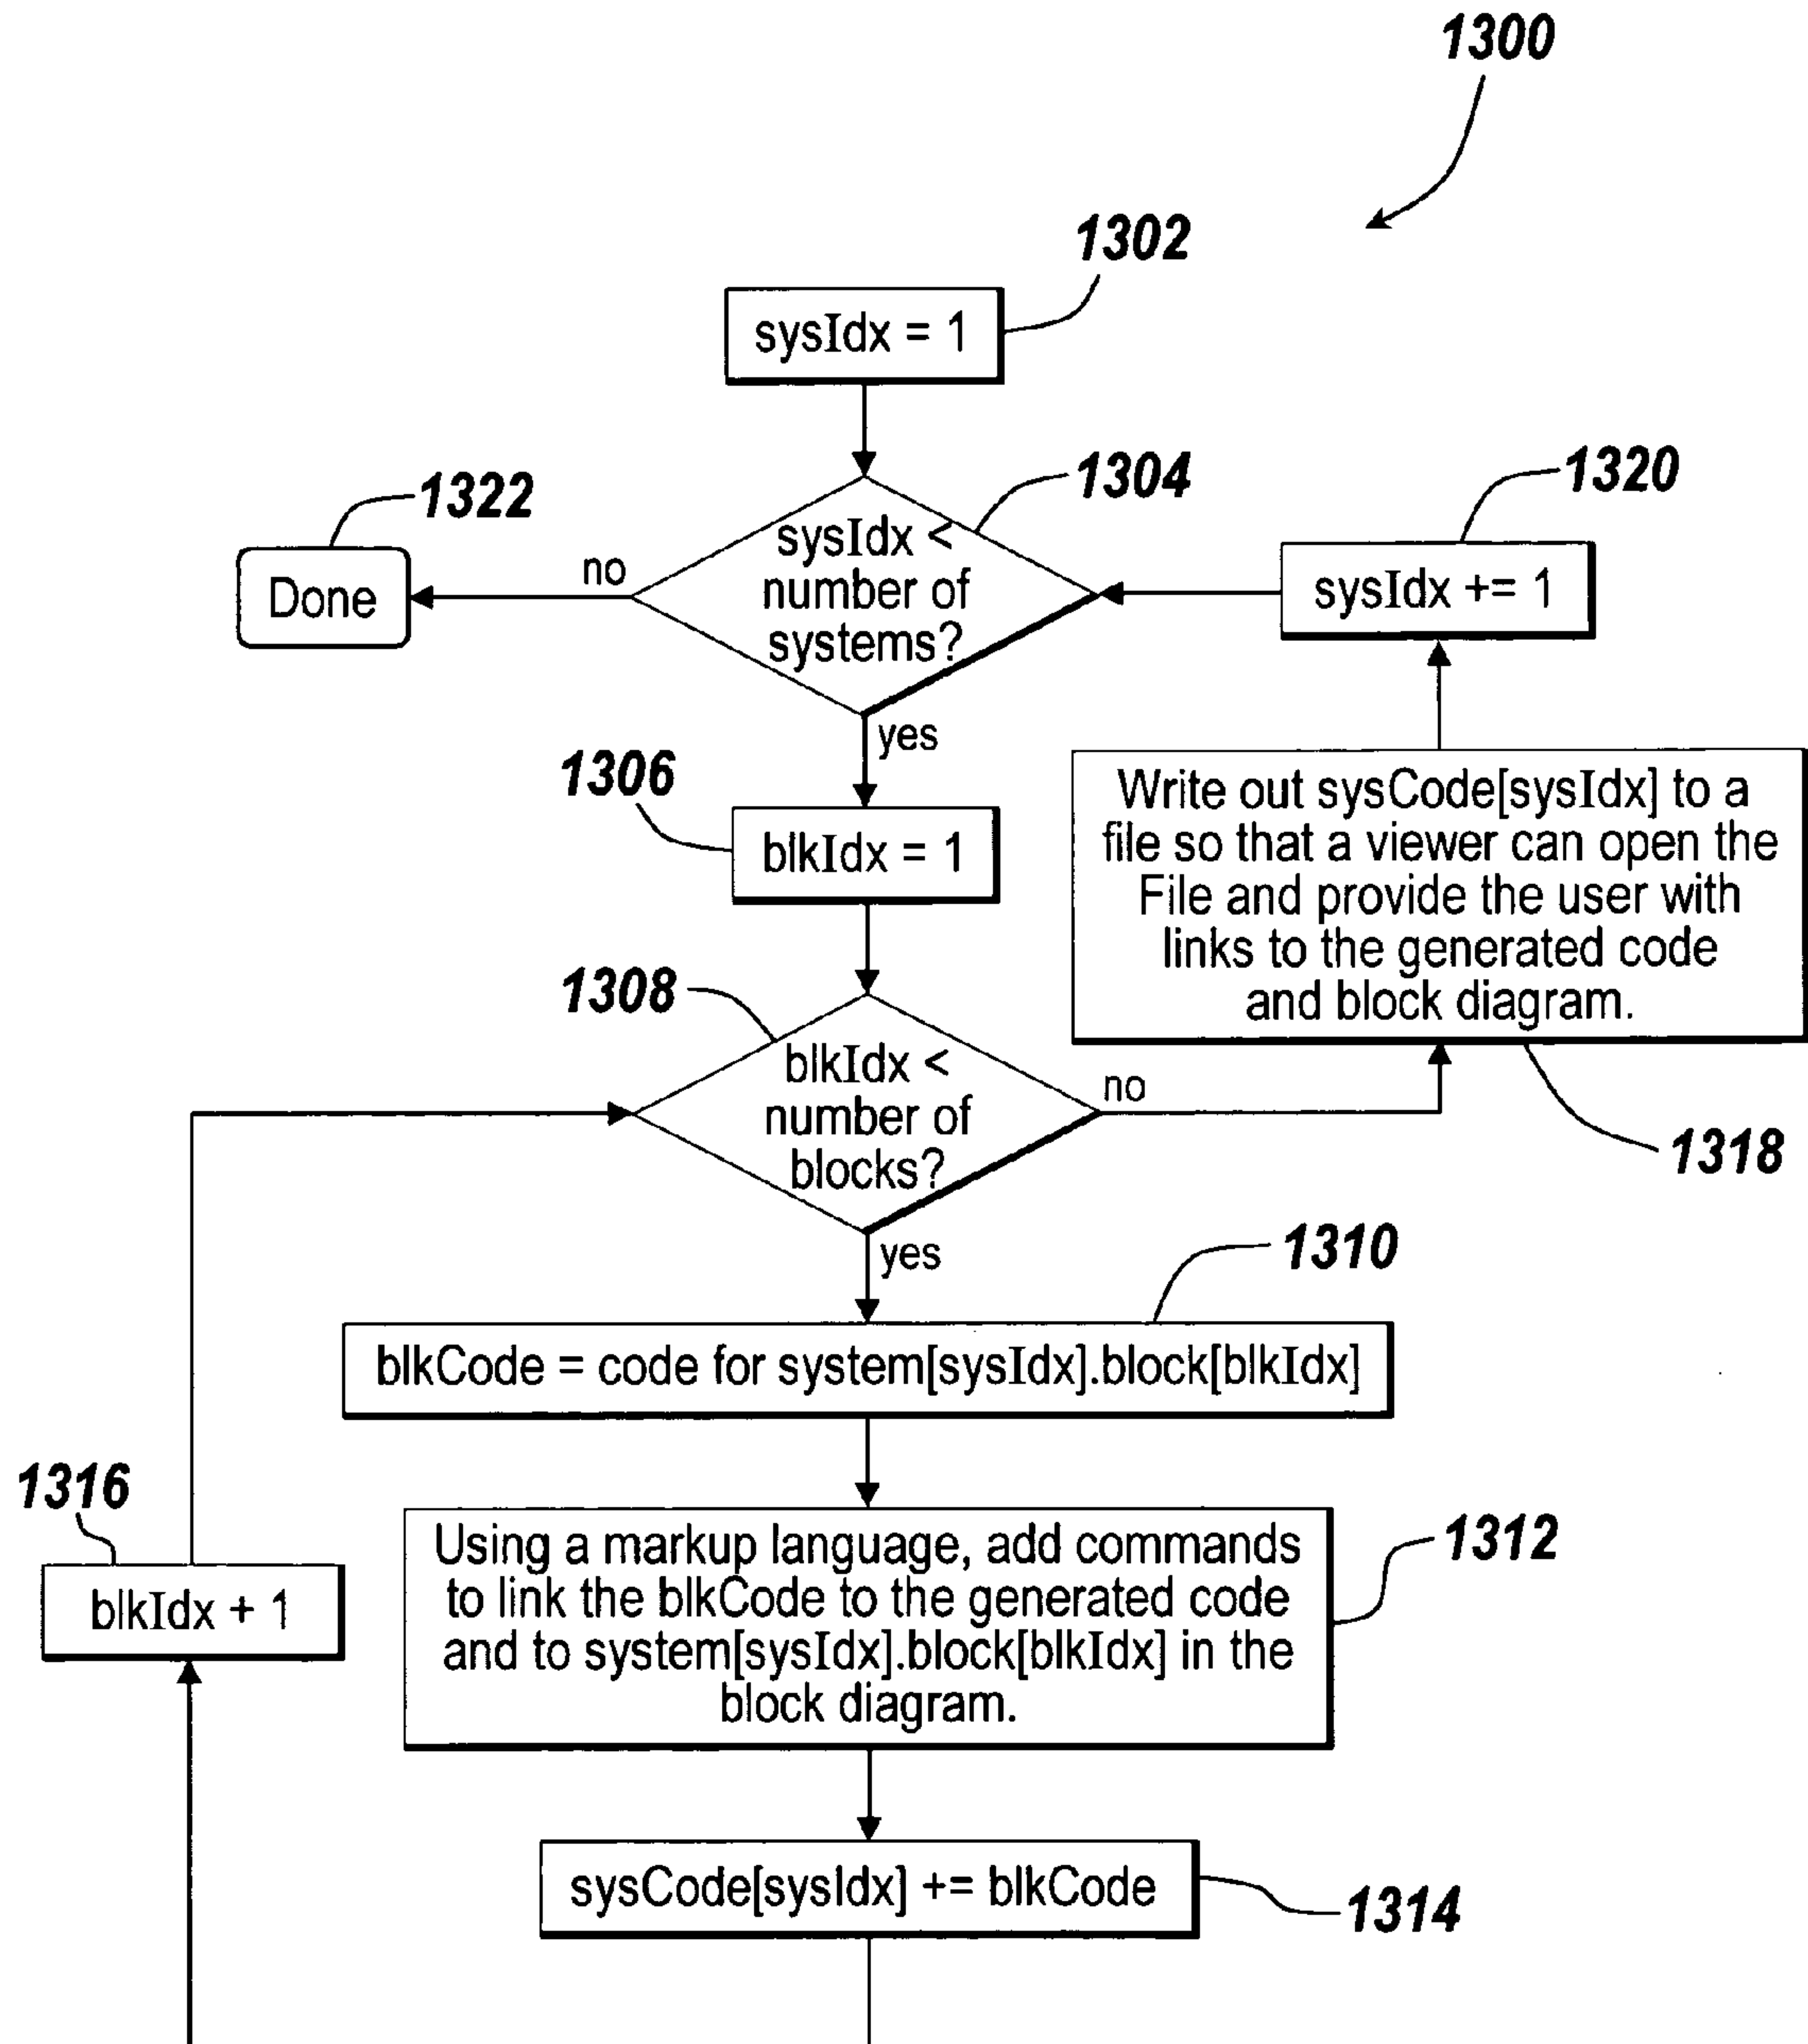 1300
1302
sysIdx = 1
1304
1320
1322
sysIdx <
number of
systems?
no
Done
sysIdx += 1
yes
1306
blkIdx = 1
Write out sysCode[sysIdx] to a
file so that a viewer can open the
File and provide the user with
links to the generated code
and block diagram.
1308
blkIdx <
number of
blocks?
no
1318
yes
1310
blkCode = code for system[sysIdx].block[blkIdx]
1316
blkIdx + 1
Using a markup language, add commands
to link the blkCode to the generated code
and to system[sysIdx].block[blkIdx] in the
block diagram.
1312
sysCode[sysIdx] += blkCode
1314